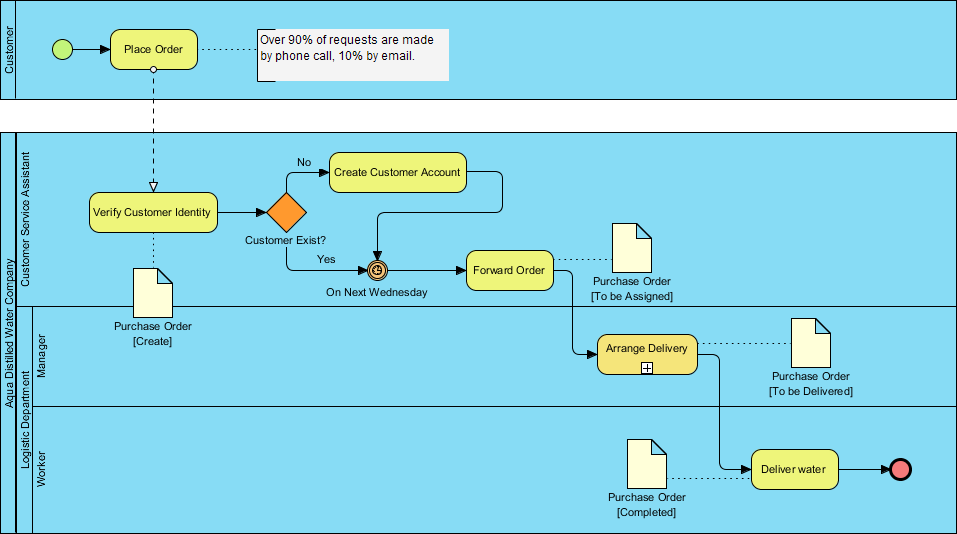 Customer
Place Order
Over 90% of requests are made
by phone call, 10% by email.
Aqua Distilled Water Company
Customer Service Assistant
Verify Customer Identity
Customer Exist?
No
Yes
Create Customer Account
On Next Wednesday
Forward Order
Purchase Order
[To be Assigned]
Purchase Order
[Create]
Logistic Department
Manager
Arrange Delivery
Purchase Order
[To be Delivered]
Worker
Purchase Order
[Completed]
Deliver water